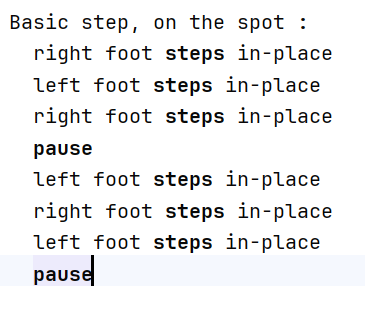 Basic step, on the spot :
right foot steps in-place
left foot steps in-place
right foot steps in-place
pause
left foot steps in-place
right foot steps in-place
left foot steps in-place
pause